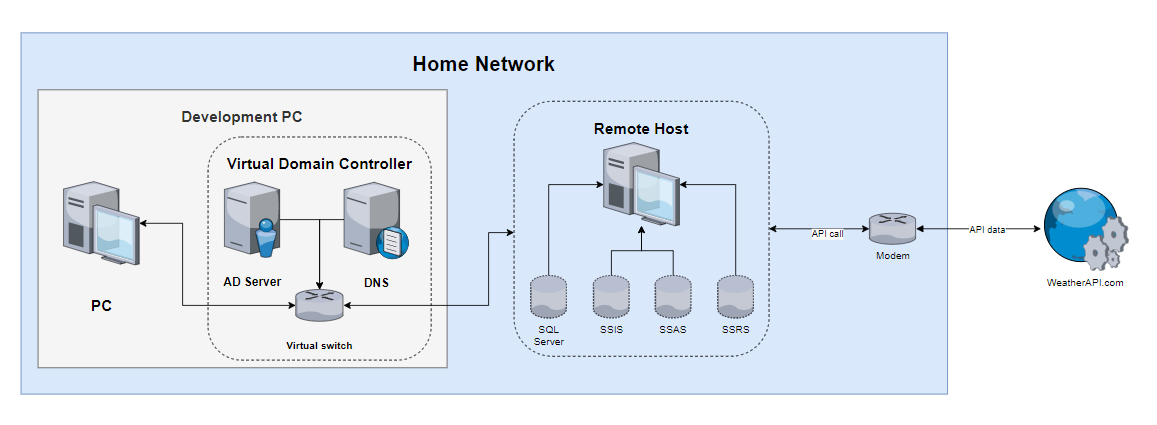 Home Network
Development PC
Virtual Domain Controller
AD Server
DNS
PC
Virtual switch
Remote Host
SQL
Server
SSIS
SSAS
SSRS
API call
Modem
API data
WeatherAPI.com